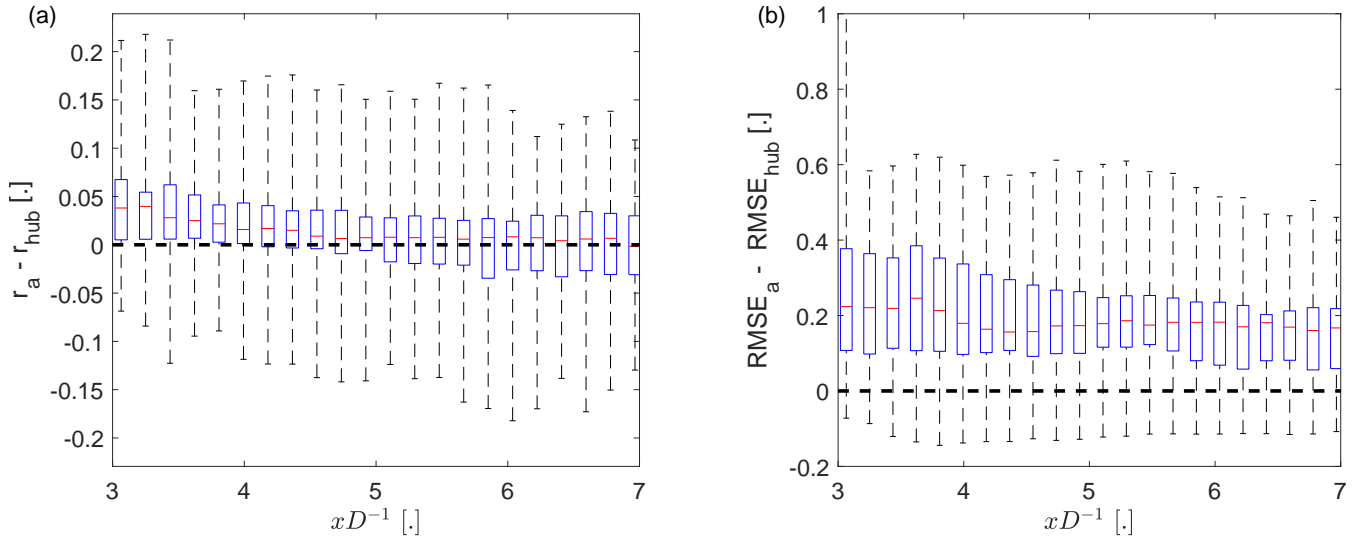 (a)
0.2
0.15
0.1
0.05
0
-0.05
-0.1
-0.15
-0.2
r_a - r_hub [.]
3 4 5 6 7
xD^{-1} [.]
(b)
1
0.8
0.6
0.4
0.2
0
-0.2
RMSE_a - RMSE_hub [.]
3 4 5 6 7
xD^{-1} [.]